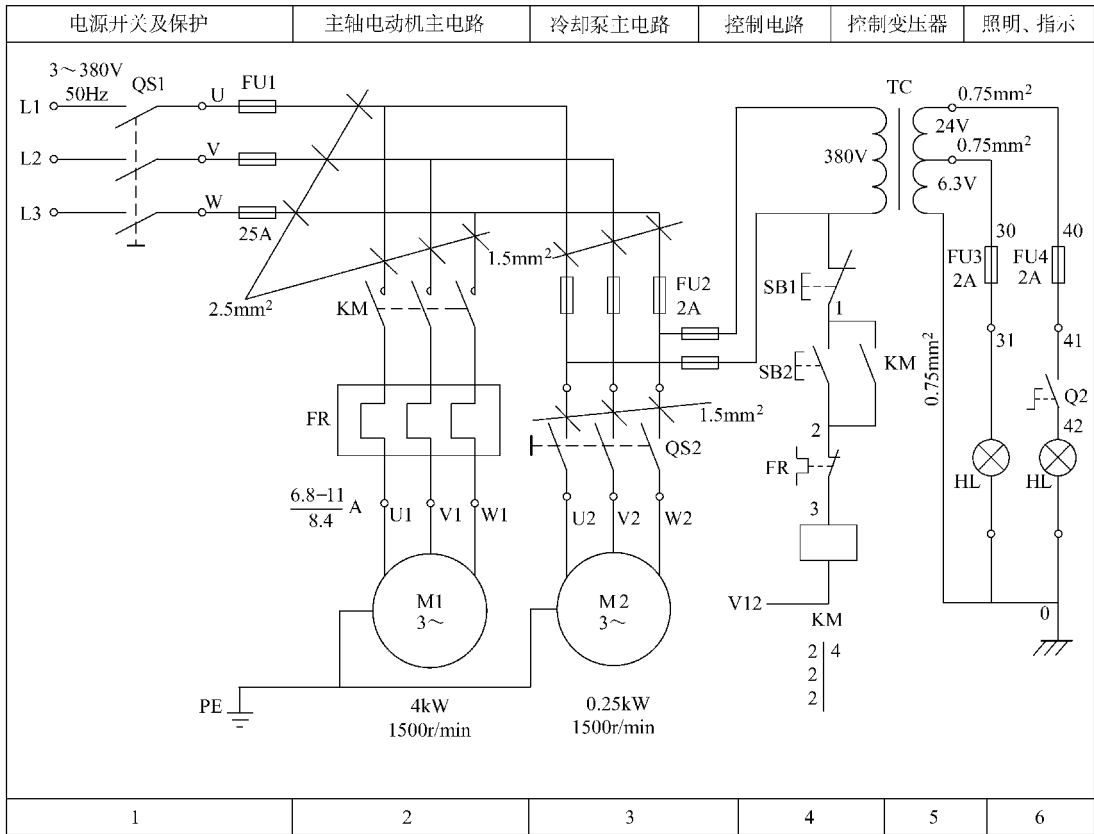 电源开关及保护
主轴电动机主电路
冷却泵主电路
控制电路
控制变压器
照明、指示
3～380V
50Hz
QS1
U
FU1
L1
L2
V
L3
W
25A
2.5mm²
1.5mm²
KM
FR
6.8-11
8.4
A
U1
V1
W1
M1
3～
4kW
1500r/min
PE
FU2
2A
1.5mm²
QS2
U2
V2
W2
M2
3～
0.25kW
1500r/min
380V
TC
24V
6.3V
0.75mm²
0.75mm²
SB1
1
SB2
KM
2
FR
3
V12
KM
2 4
2
2
0.75mm²
30
FU3
2A
31
HL
40
FU4
2A
41
Q2
42
HL
0
1
2
3
4
5
6